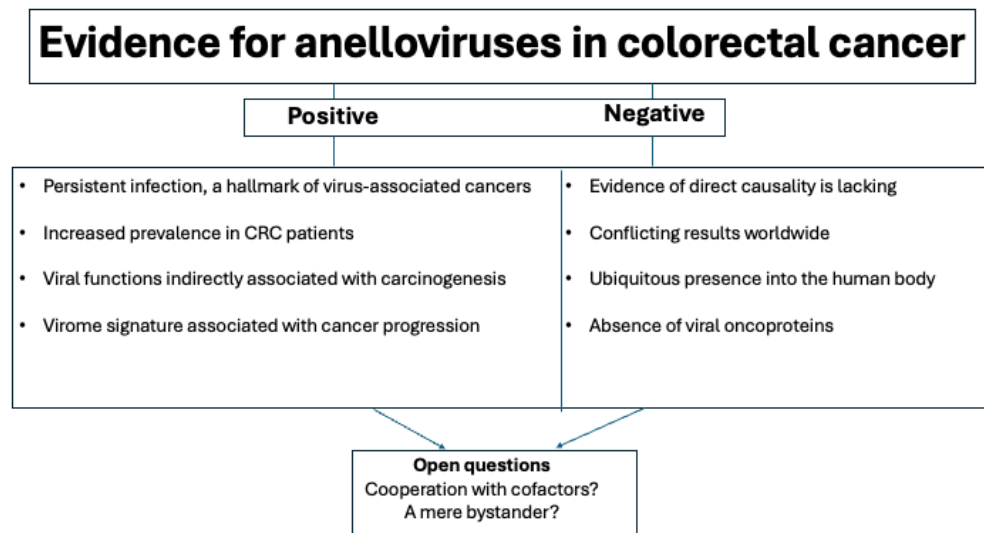 Evidence for anelloviruses in colorectal cancer
Positive
Negative
• Persistent infection, a hallmark of virus-associated cancers
• Increased prevalence in CRC patients
• Viral functions indirectly associated with carcinogenesis
• Virome signature associated with cancer progression
• Evidence of direct causality is lacking
• Conflicting results worldwide
• Ubiquitous presence into the human body
• Absence of viral oncoproteins
Open questions
Cooperation with cofactors?
A mere bystander?